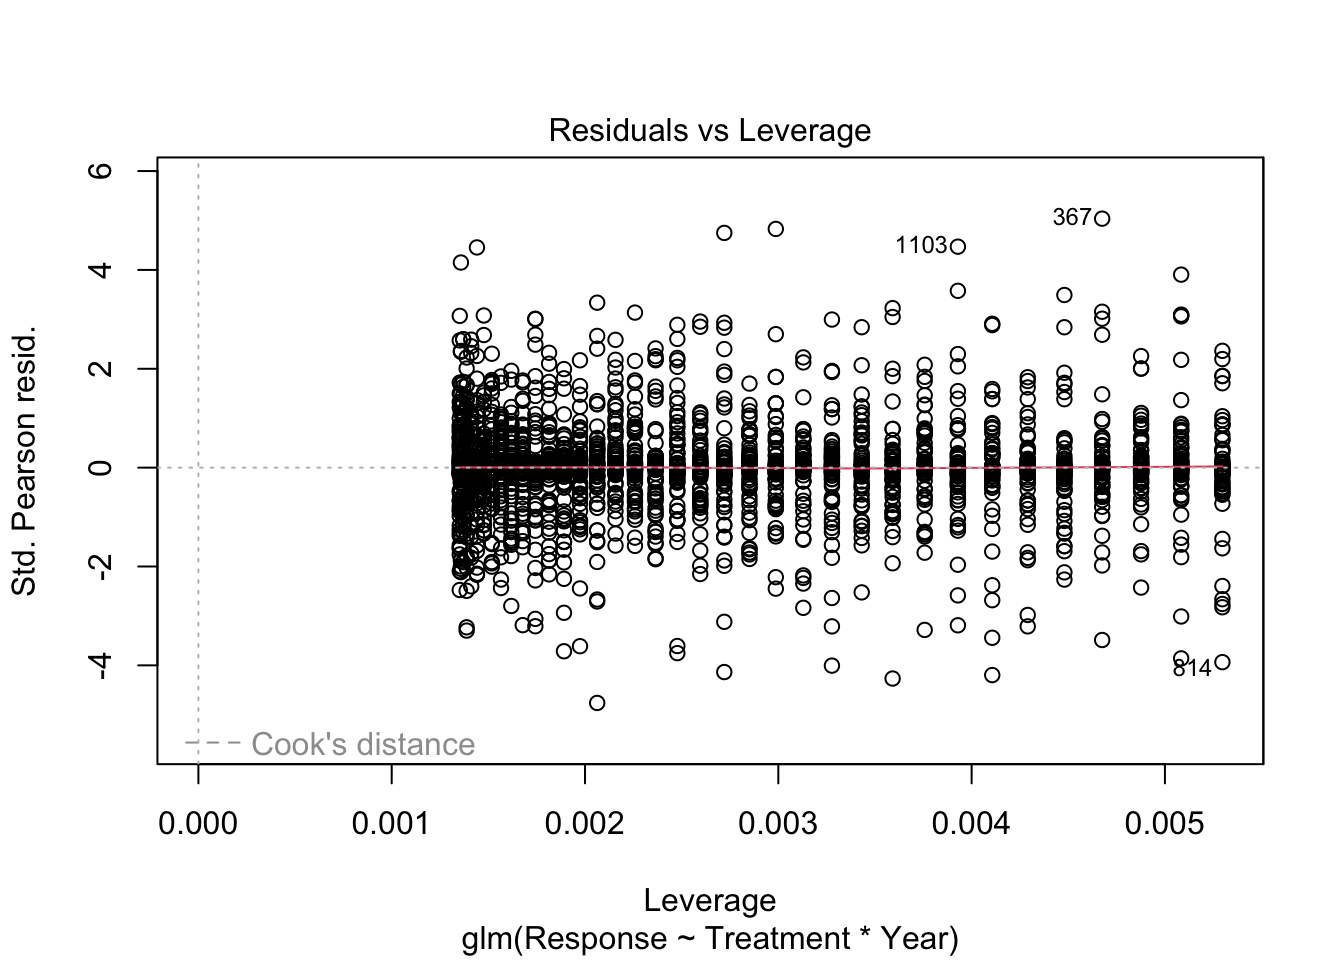 Residuals vs Leverage
Std. Pearson resid.
6
4
2
0
-2
-4
367
1103
814
Cook's distance
0.000 0.001 0.002 0.003 0.004 0.005
Leverage
glm(Response ~ Treatment * Year)